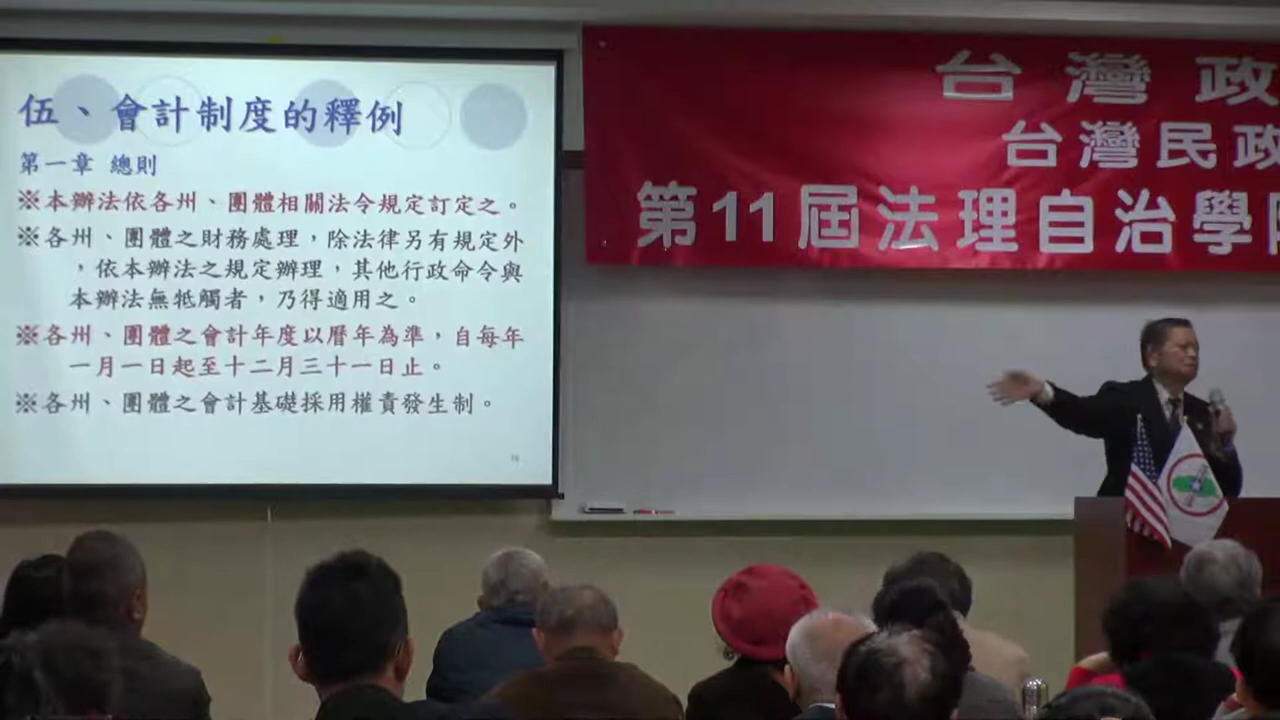 伍、會計制度的釋例
第一章 總則
※本辦法依各州、團體相關法令規定訂定之。
※各州、團體之財務處理，除法律另有規定外
，依本辦法之規定辦理，其他行政命令與
本辦法無牴觸者，乃得適用之。
※各州、團體之會計年度以曆年為準，自每年
一月一日起至十二月三十一日止。
※各州、團體之會計基礎採用權責發生制。
台灣政
台灣民政
第11屆法理自治學